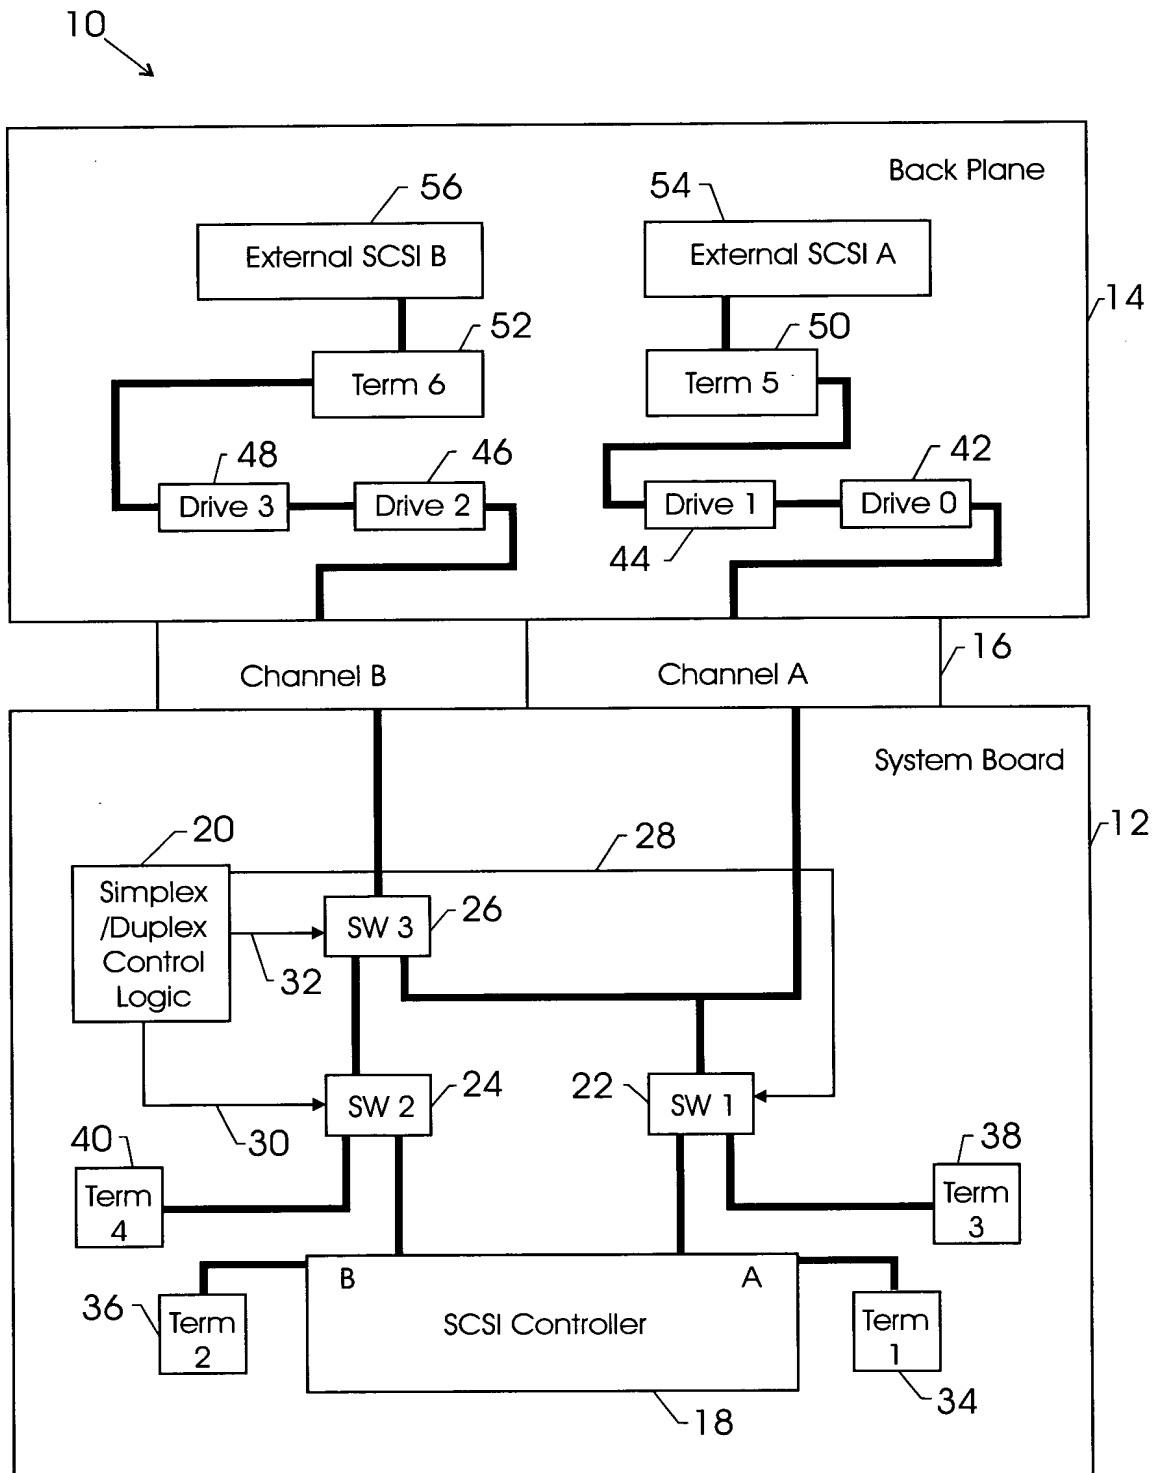 10
Back Plane
56
54
External SCSI B
External SCSI A
14
52
50
Term 6
Term 5
48
46
42
Drive 3
Drive 2
Drive 1
Drive 0
44
16
Channel B
Channel A
System Board
12
20
28
Simplex
/Duplex
Control
Logic
SW 3
26
32
SW 2
24
22
SW 1
30
40
38
Term
4
Term
3
B
A
36
Term
2
SCSI Controller
Term
1
34
18